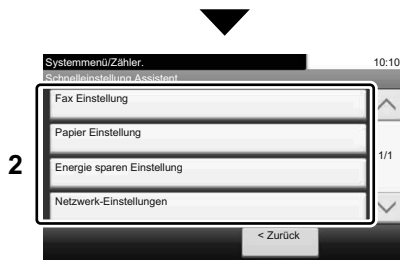 Systemmenü/Zähler.
10:10
Schnelleinstellung Assistent
Fax Einstellung
Papier Einstellung
2
1/1
Energie sparen Einstellung
Netzwerk-Einstellungen
< Zurück